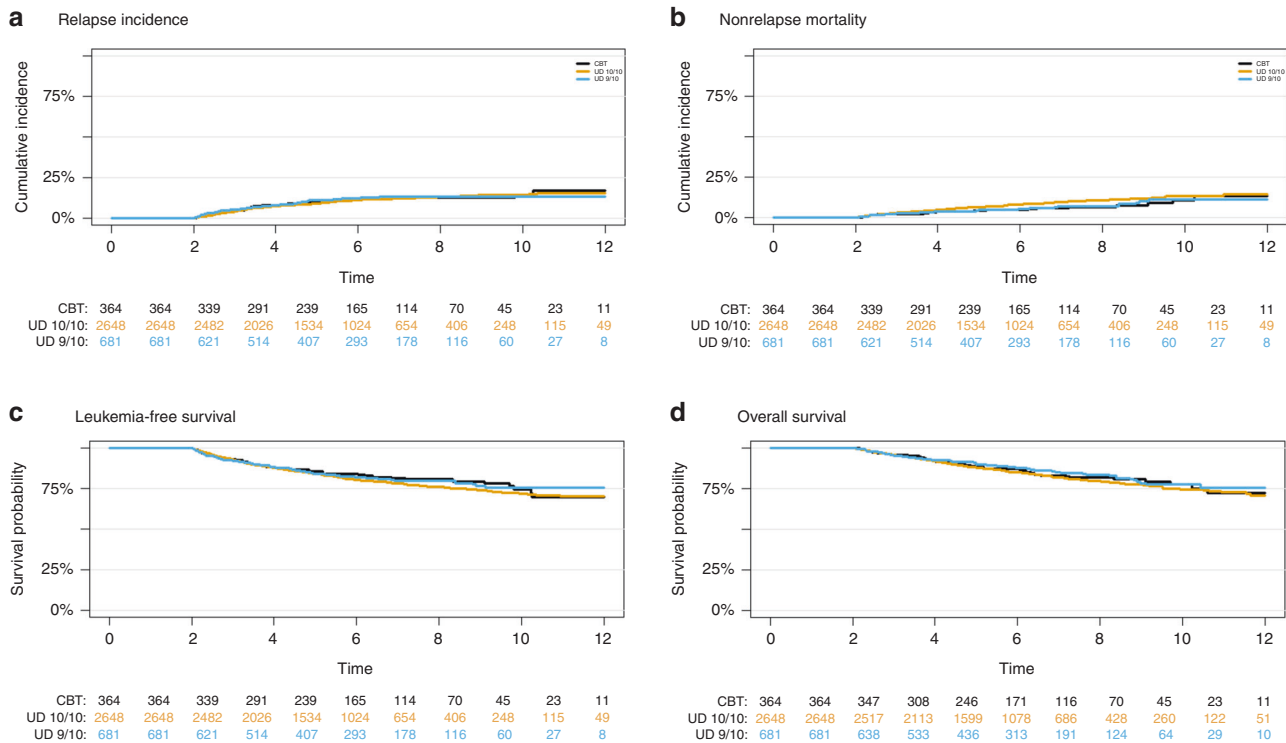 a Relapse incidence
Cumulative incidence
75%
25%
0%
CBT
UD 10/10
UD 9/10
0 2 4 6 8 10 12
Time
CBT: 364 364 339 291 239 165 114 70 45 23 11
UD 10/10: 2648 2648 2482 2026 1534 1024 654 406 248 115 49
UD 9/10: 681 681 621 514 407 293 178 116 60 27 8
b Nonrelapse mortality
Cumulative incidence
75%
25%
0%
CBT
UD 10/10
UD 9/10
0 2 4 6 8 10 12
Time
CBT: 364 364 339 291 239 165 114 70 45 23 11
UD 10/10: 2648 2648 2482 2026 1534 1024 654 406 248 115 49
UD 9/10: 681 681 621 514 407 293 178 116 60 27 8
c Leukemia-free survival
Survival probability
75%
25%
0%
0 2 4 6 8 10 12
Time
CBT: 364 364 339 291 239 165 114 70 45 23 11
UD 10/10: 2648 2648 2482 2026 1534 1024 654 406 248 115 49
UD 9/10: 681 681 621 514 407 293 178 116 60 27 8
d Overall survival
Survival probability
75%
25%
0%
0 2 4 6 8 10 12
Time
CBT: 364 364 347 308 246 171 116 70 45 23 11
UD 10/10: 2648 2648 2517 2113 1599 1078 686 428 260 122 51
UD 9/10: 681 681 638 533 436 313 191 124 64 29 10